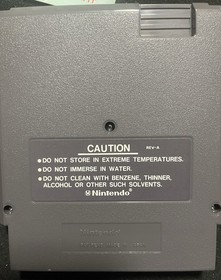 CAUTION
REV-A
•DO NOT STORE IN EXTREME TEMPERATURES.
•DO NOT IMMERSE IN WATER.
•DO NOT CLEAN WITH BENZENE, THINNER,
ALCOHOL OR OTHER SUCH SOLVENTS.
Nintendo®